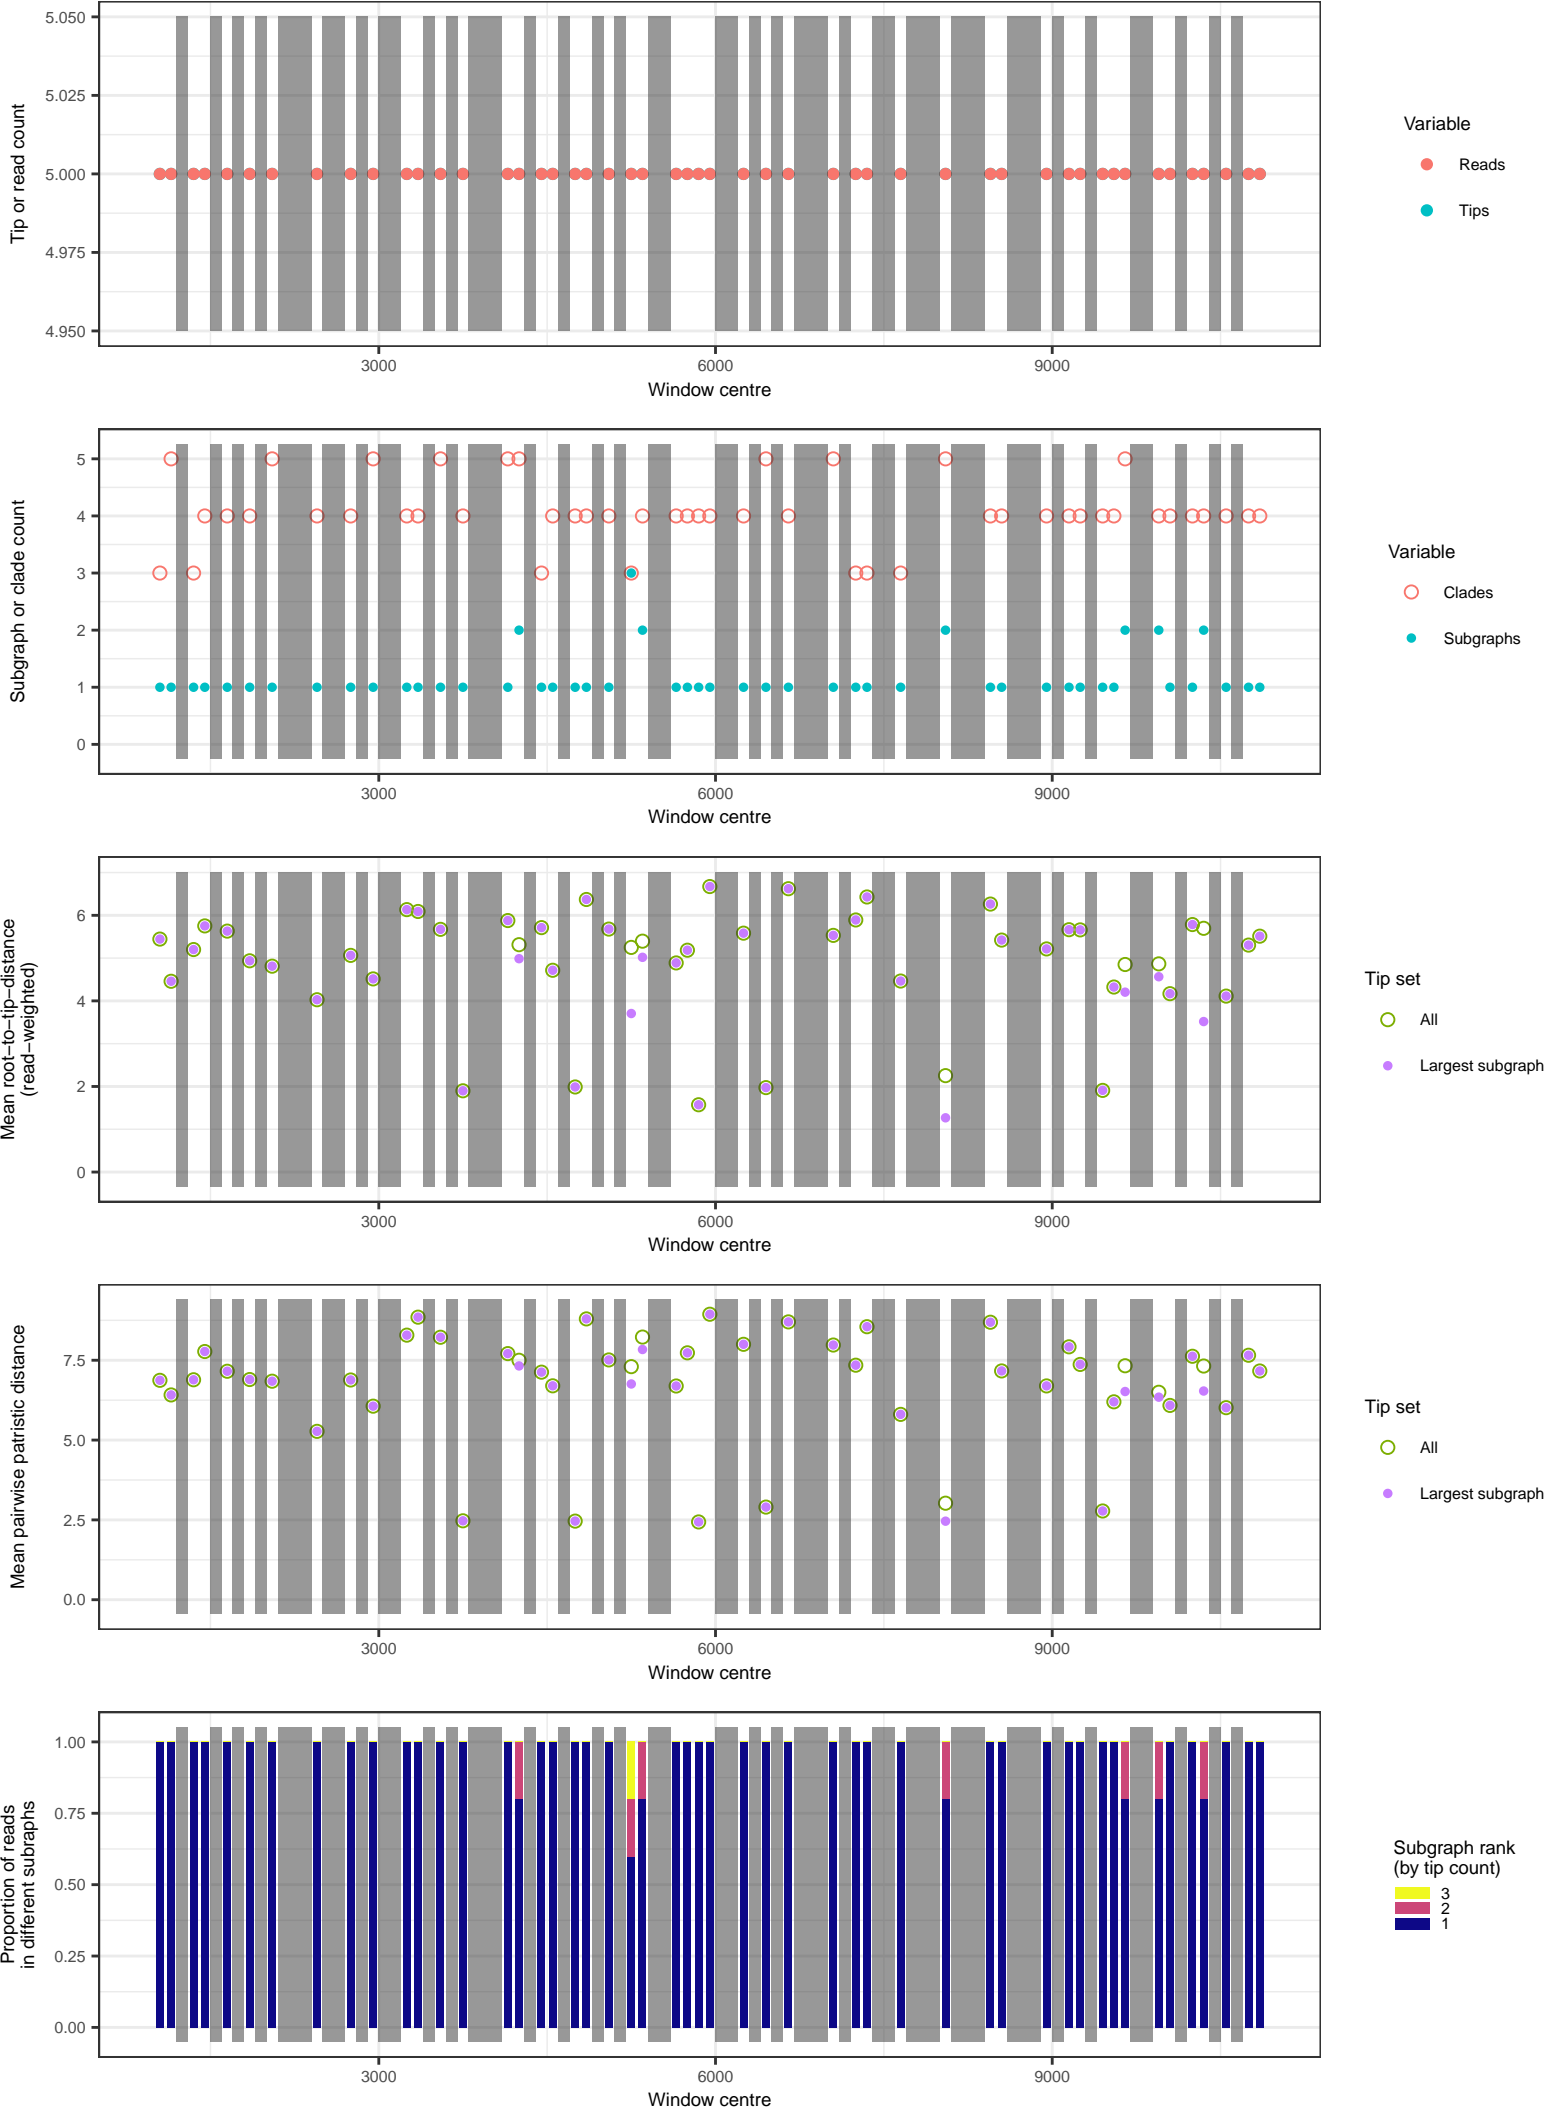 5.050
5.025
5.000
4.975
4.950
Tip or read count
3000
6000
9000
Window centre
Variable
Reads
Tips
5
4
3
2
1
0
Subgraph or clade count
3000
6000
9000
Window centre
Variable
Clades
Subgraphs
6
4
2
0
Mean root−to−tip−distance
(read−weighted)
3000
6000
9000
Window centre
Tip set
All
Largest subgraph
7.5
5.0
2.5
0.0
Mean pairwise patristic distance
3000
6000
9000
Window centre
Tip set
All
Largest subgraph
1.00
0.75
0.50
0.25
0.00
Proportion of reads
in different subraphs
3000
6000
9000
Window centre
Subgraph rank
(by tip count)
3
2
1